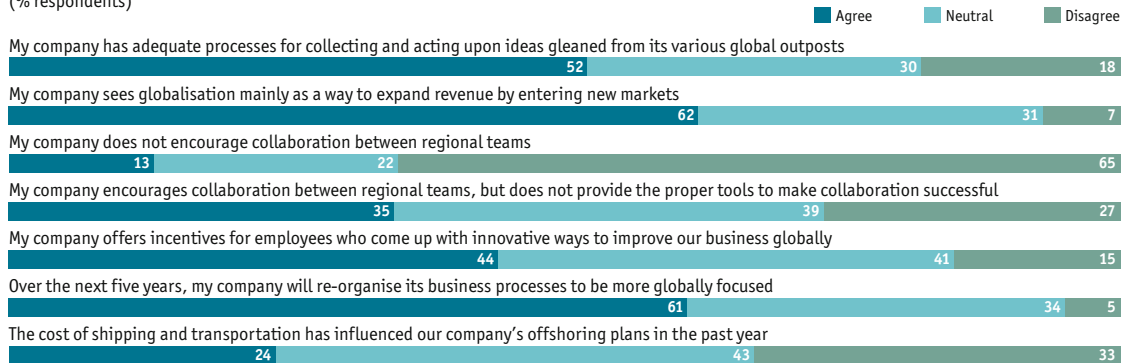 (% respondents)
Agree Neutral Disagree
My company has adequate processes for collecting and acting upon ideas gleaned from its various global outposts
52 30 18
My company sees globalisation mainly as a way to expand revenue by entering new markets
62 31 7
My company does not encourage collaboration between regional teams
13 22 65
My company encourages collaboration between regional teams, but does not provide the proper tools to make collaboration successful
35 39 27
My company offers incentives for employees who come up with innovative ways to improve our business globally
44 41 15
Over the next five years, my company will re-organise its business processes to be more globally focused
61 34 5
The cost of shipping and transportation has influenced our company's offshoring plans in the past year
24 43 33